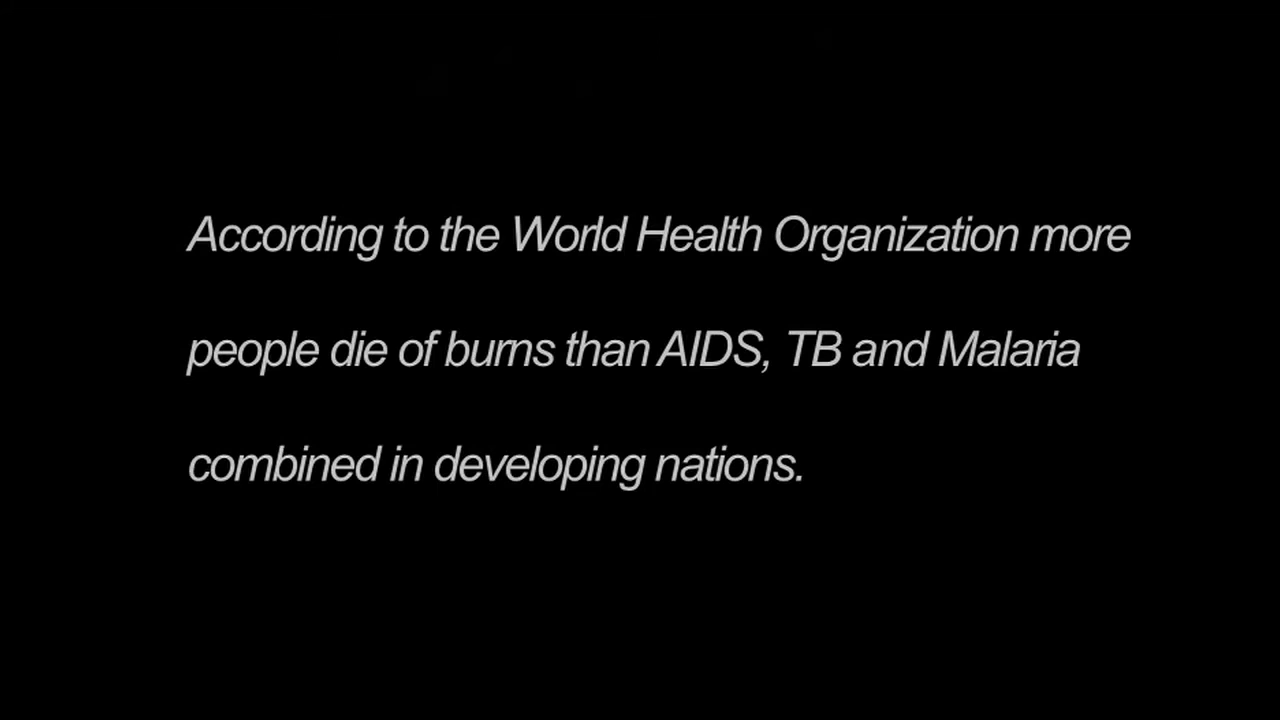 According to the World Health Organization more
people die of burns than AIDS, TB and Malaria
combined in developing nations.